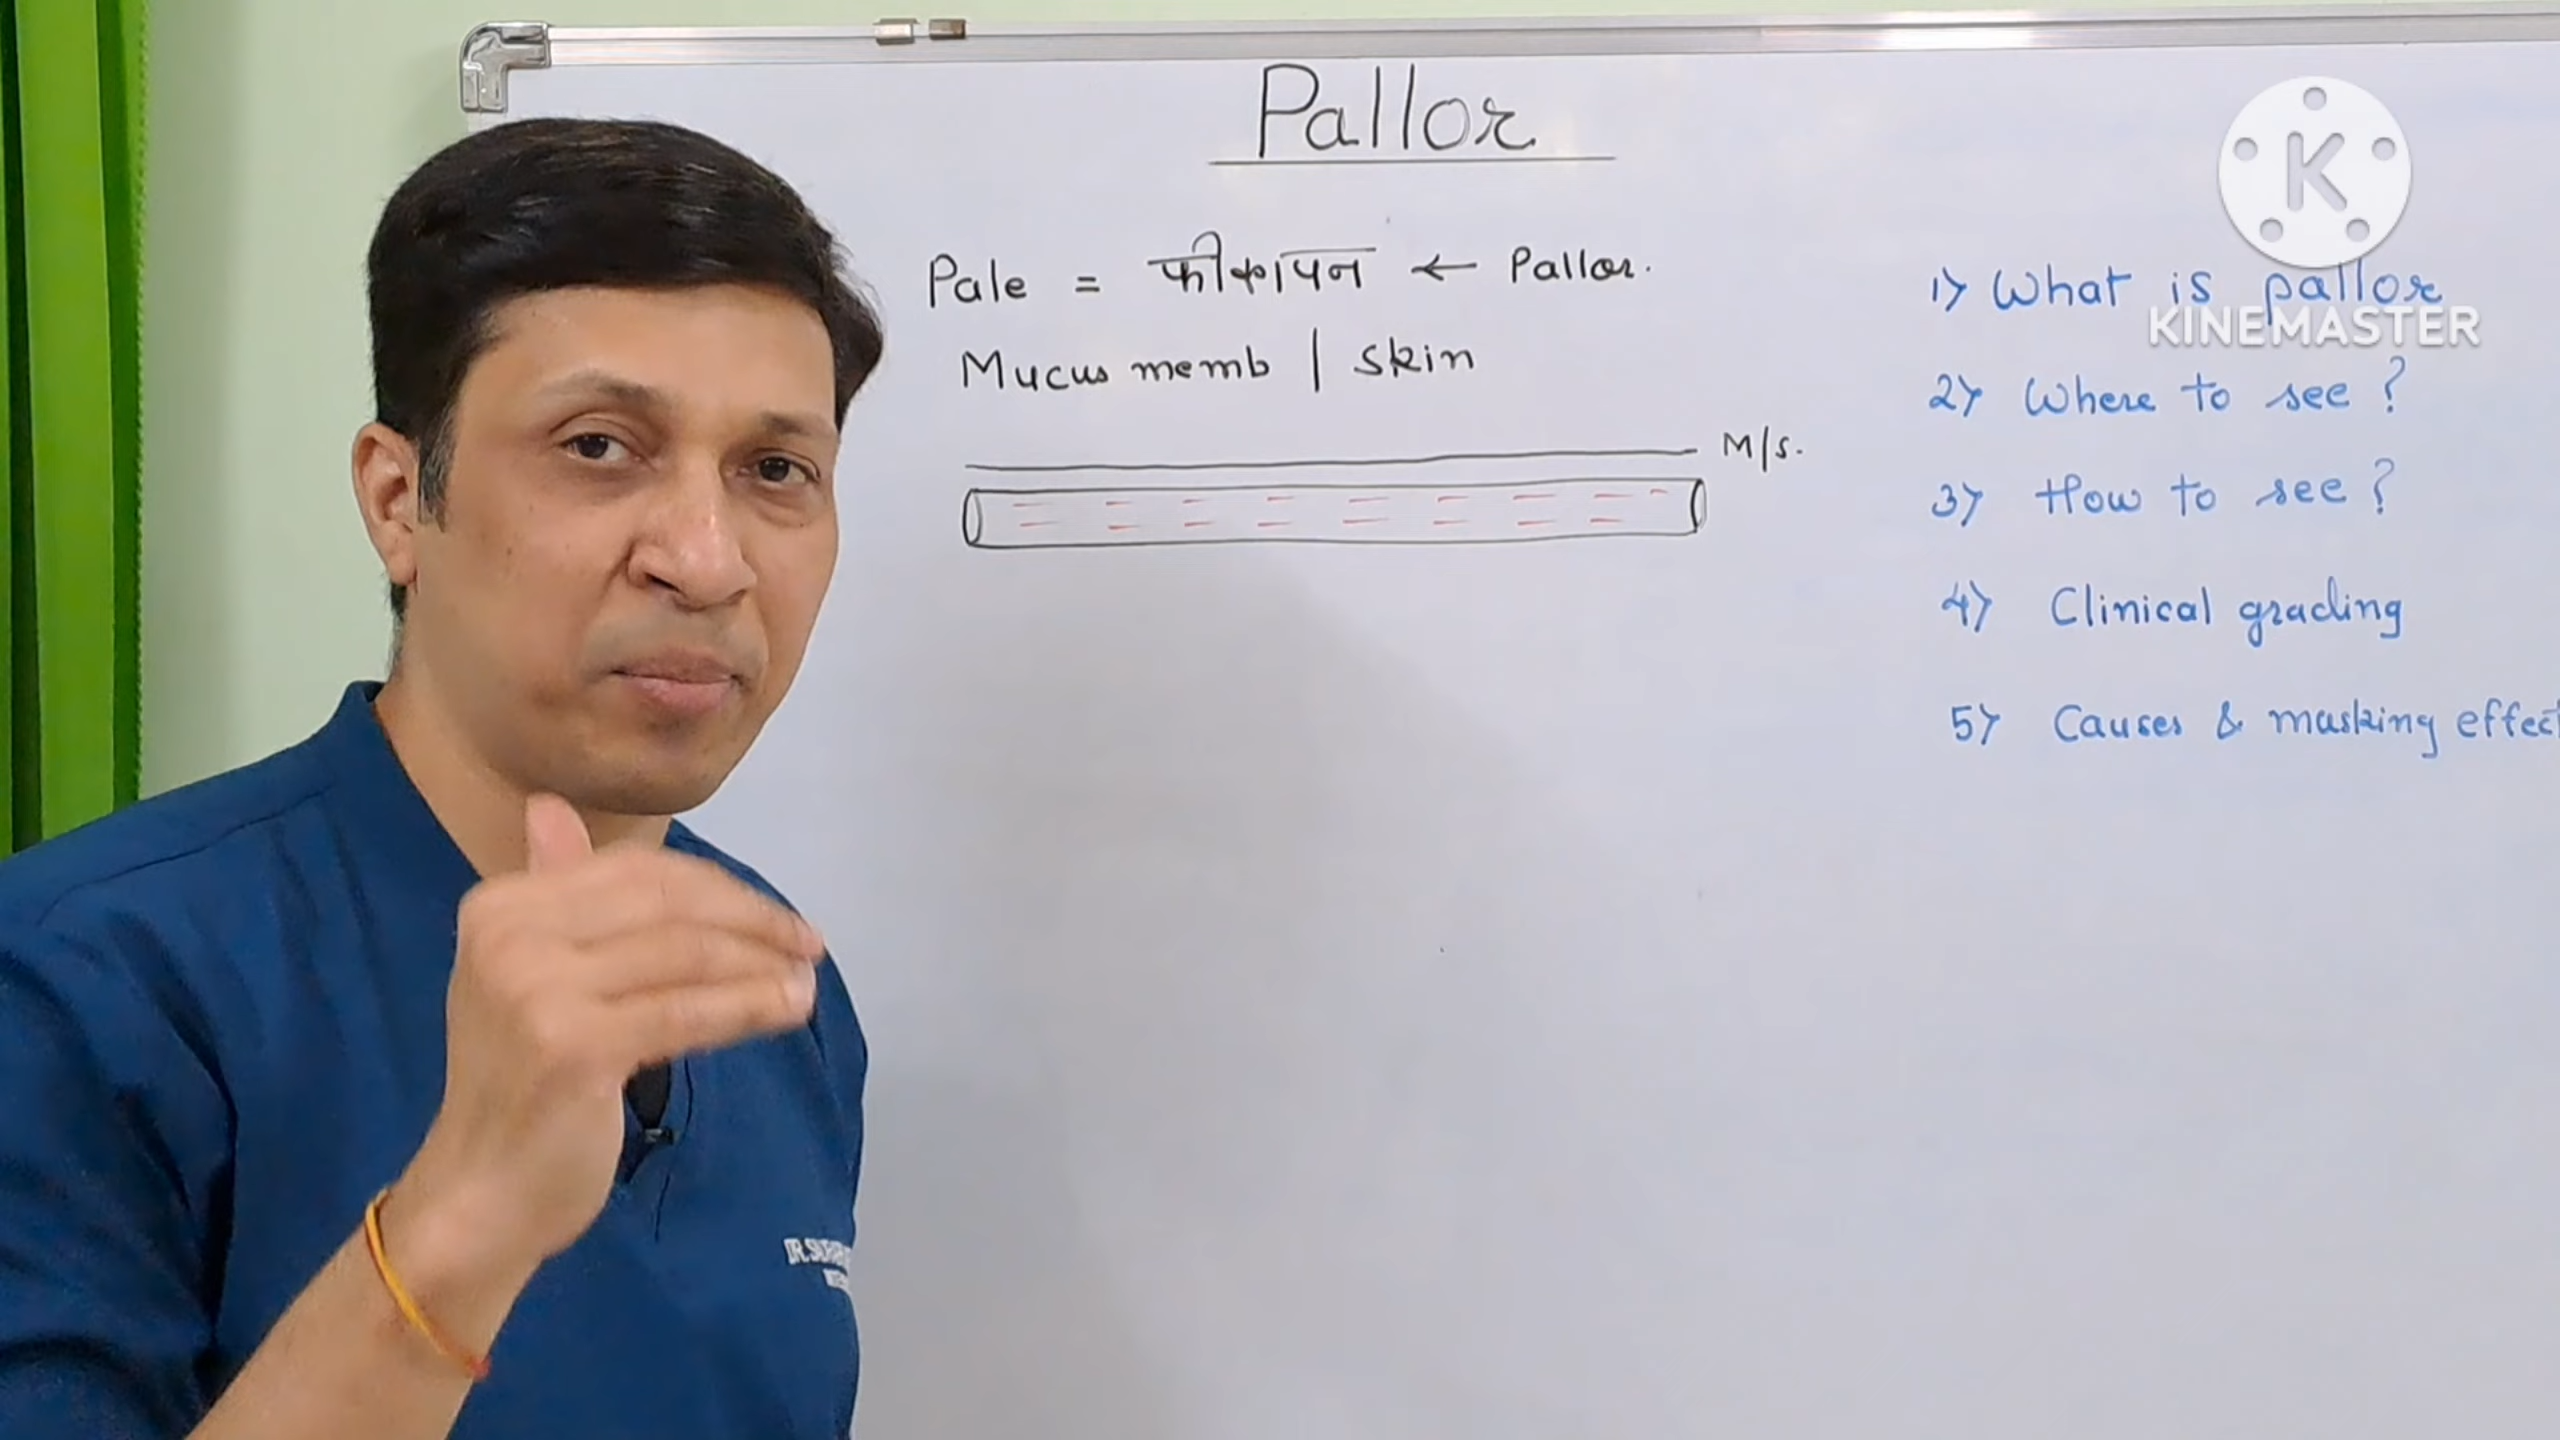 Pallor
Pale = फीकापन ← Pallor.
Mucus memb | skin
M/s.
1) What is pallor
2) Where to see ?
3) How to see ?
4) Clinical grading
5) Causes & masking effect
K
KINEMASTER